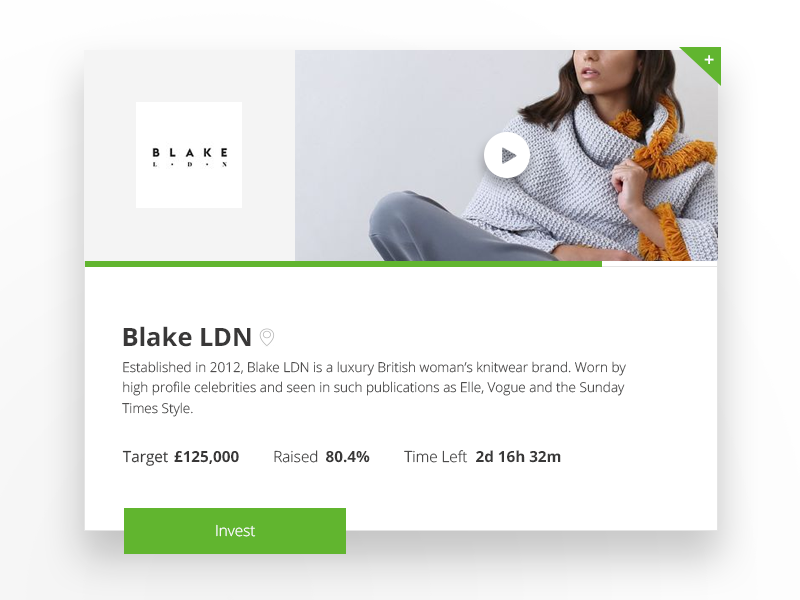 +
BLAKE
L · D · N
Blake LDN
Established in 2012, Blake LDN is a luxury British woman’s knitwear brand. Worn by
high profile celebrities and seen in such publications as Elle, Vogue and the Sunday
Times Style.
Target £125,000 Raised 80.4% Time Left 2d 16h 32m
Invest